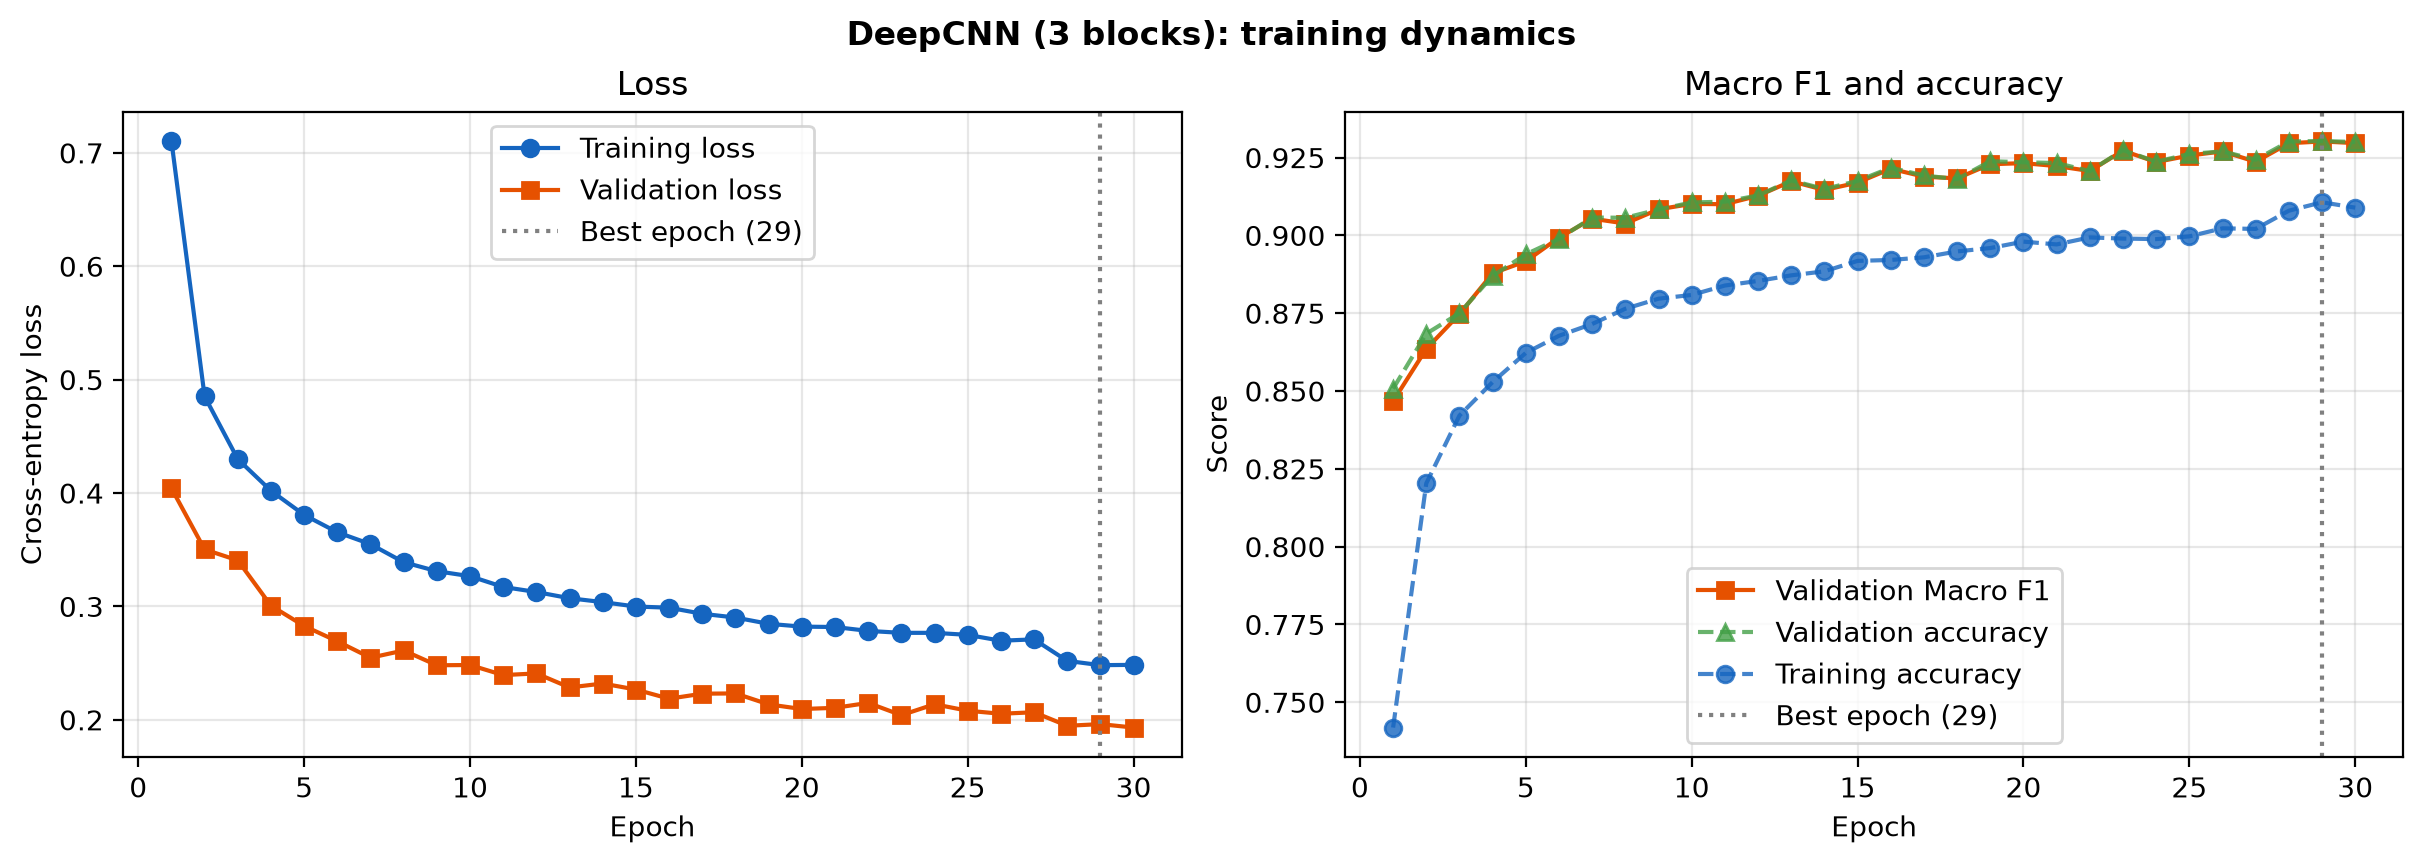 DeepCNN (3 blocks): training dynamics
Loss
Cross-entropy loss
0.7
0.6
0.5
0.4
0.3
0.2
Training loss
Validation loss
Best epoch (29)
0 5 10 15 20 25 30
Epoch
Macro F1 and accuracy
Score
0.925
0.900
0.875
0.850
0.825
0.800
0.775
0.750
Validation Macro F1
Validation accuracy
Training accuracy
Best epoch (29)
0 5 10 15 20 25 30
Epoch